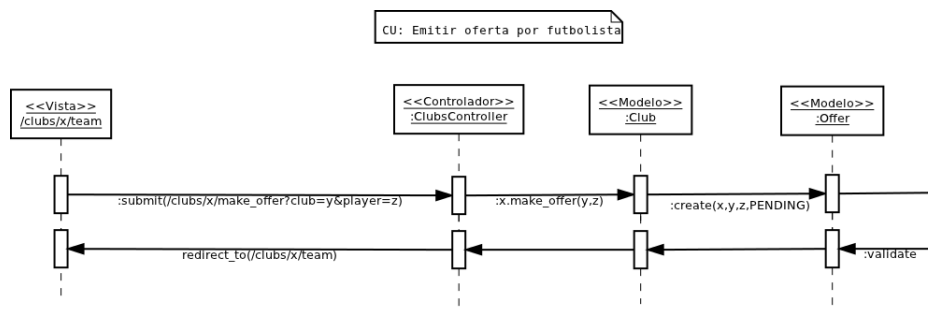 CU: Emitir oferta por futbolista
<<Vista>>
/clubs/x/team
<<Controlador>>
:ClubsController
<<Modelo>>
:Club
<<Modelo>>
:Offer
:submit(/clubs/x/make_offer?club=y&player=z)
:x.make_offer(y,z)
:create(x,y,z,PENDING)
redirect_to(/clubs/x/team)
:validate